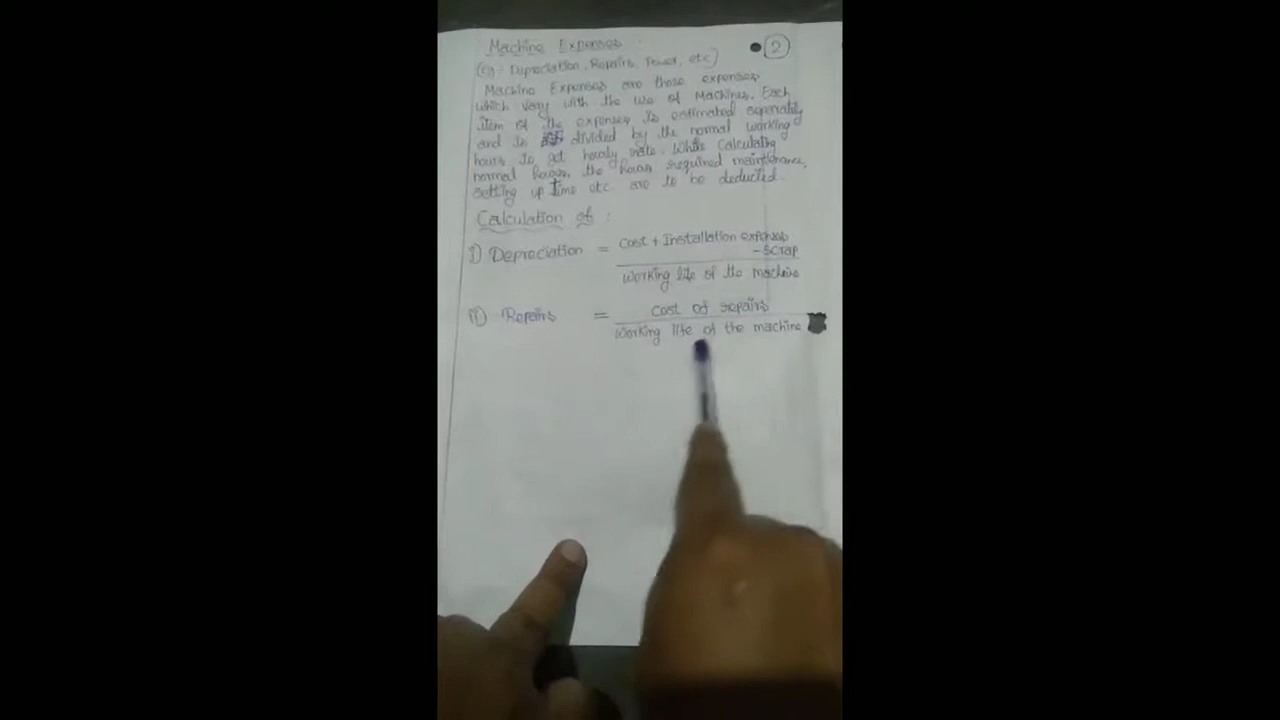 Machine Expenses :
2
(Eg:- Depreciation, Repairs, Power, etc)
Machine Expenses are those expenses
which vary with the use of Machines. Each
item of the expenses is estimated seperately
and is divided by the normal working
hours to get hourly rate. While calculating
normal hours, the hours required maintenance,
setting up time etc. are to be deducted.
Calculation of :
i) Depreciation = Cost + Installation expenses
- Scrap
Working life of the machine
ii) Repairs = Cost of repairs
Working life of the machine